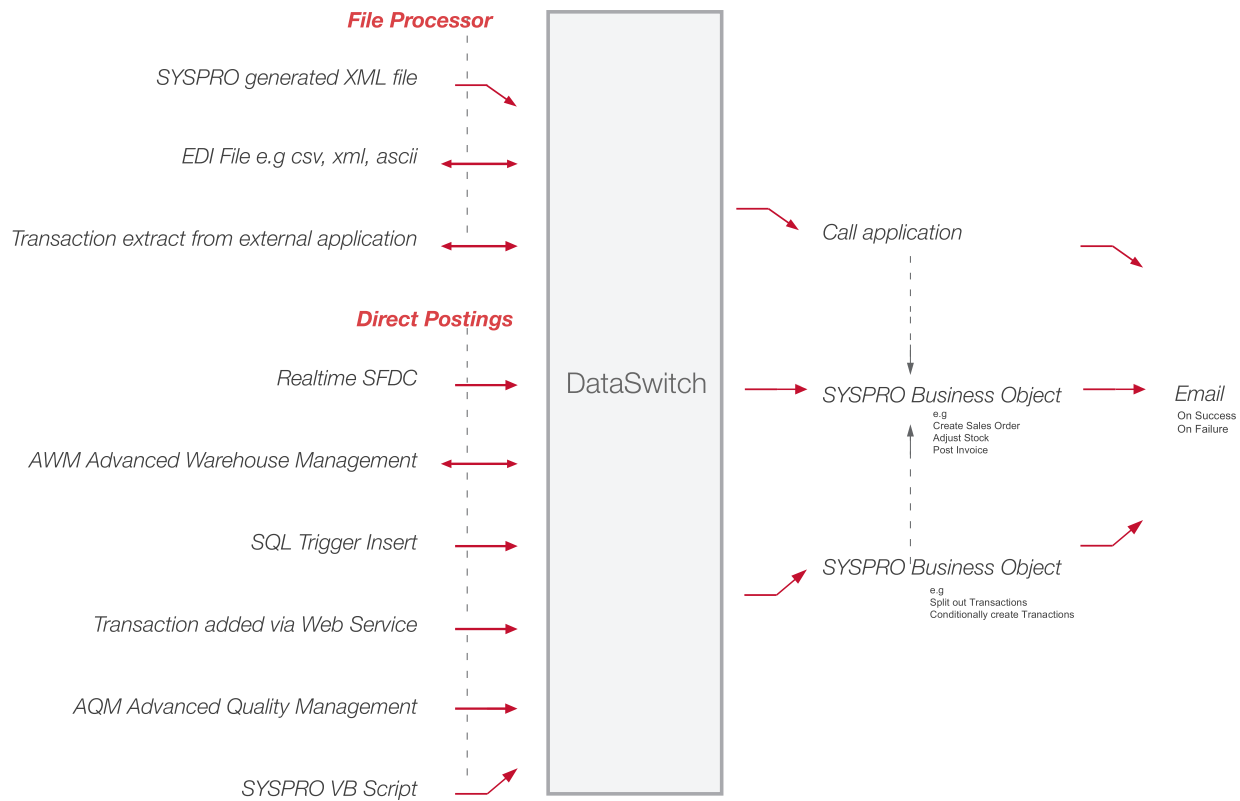 File Processor
SYSPRO generated XML file
EDI File e.g csv, xml, ascii
Transaction extract from external application
Direct Postings
Realtime SFDC
AWM Advanced Warehouse Management
SQL Trigger Insert
Transaction added via Web Service
AQM Advanced Quality Management
SYSPRO VB Script
DataSwitch
Call application
SYSPRO Business Object
e.g
Create Sales Order
Adjust Stock
Post Invoice
SYSPRO Business Object
e.g
Split out Transactions
Conditionally create Tranactions
Email
On Success
On Failure